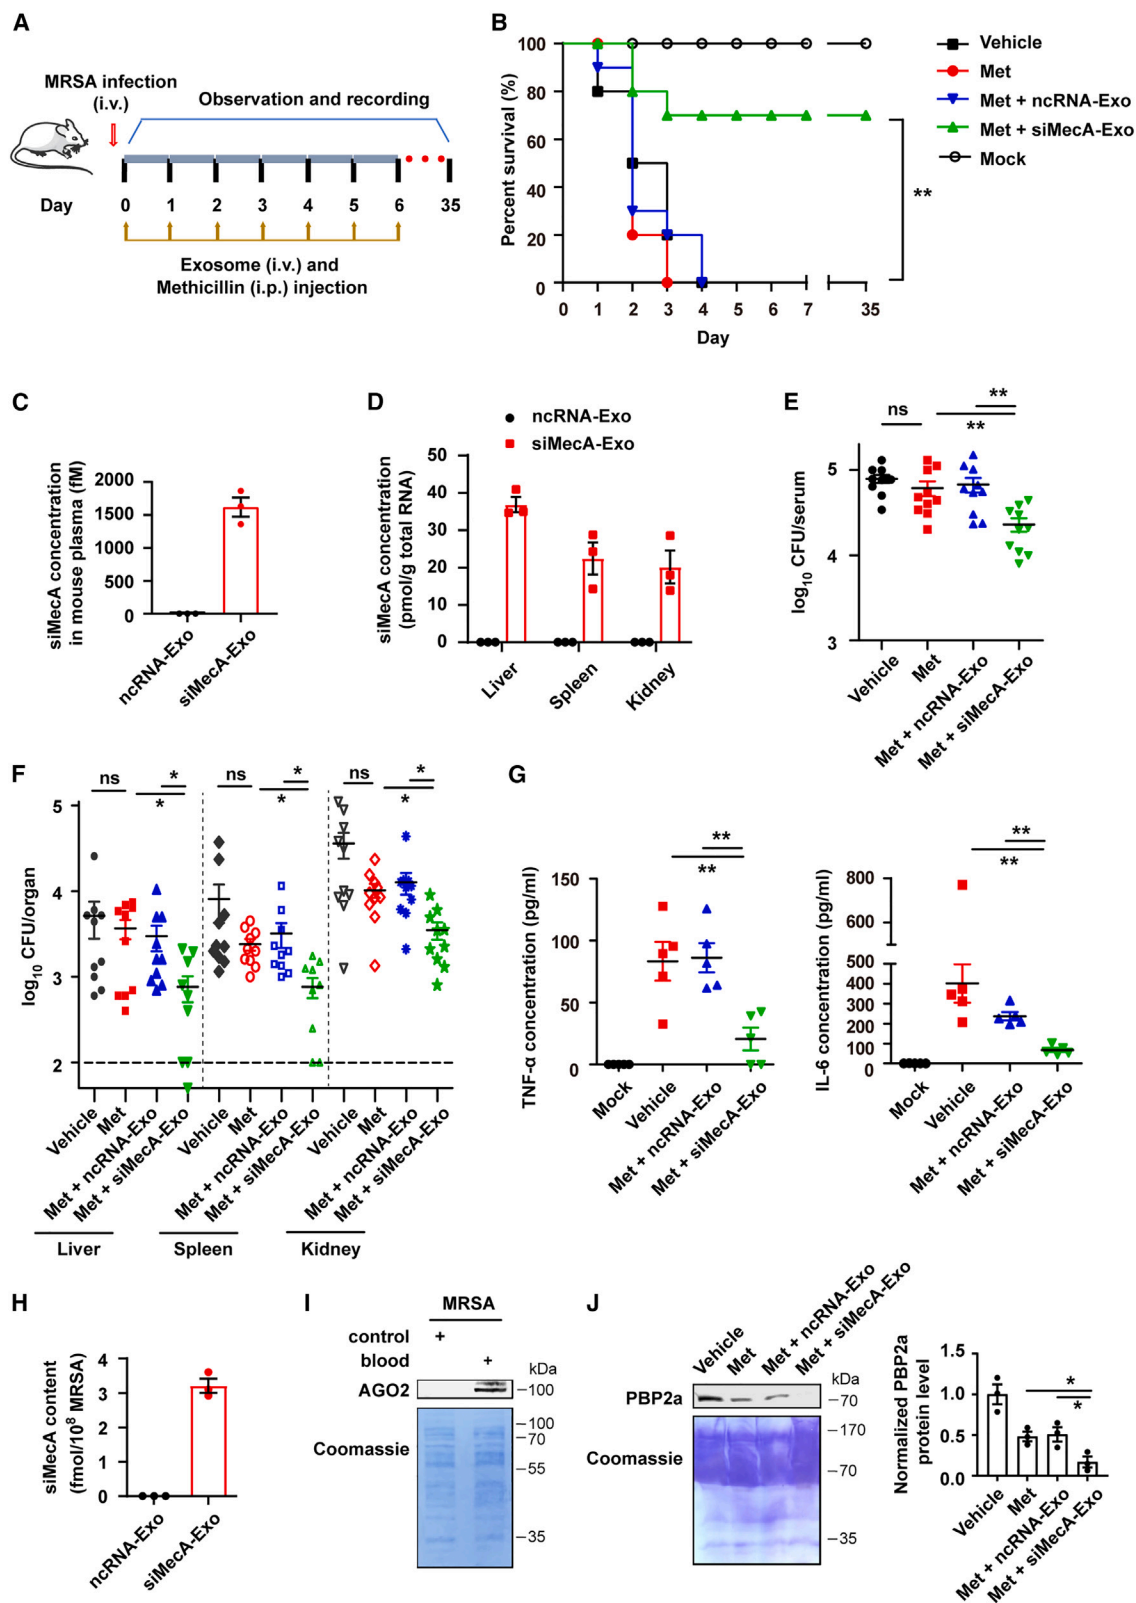 A
MRSA infection
(i.v.)
Observation and recording
Day
0 1 2 3 4 5 6 35
Exosome (i.v.) and
Methicillin (i.p.) injection
B
Percent survival (%)
100
80
60
40
20
0
0 1 2 3 4 5 6 7 35
Day
**
Vehicle
Met
Met + ncRNA-Exo
Met + siMecA-Exo
Mock
C
siMecA concentration
in mouse plasma (fM)
2000
1500
1000
500
0
ncRNA-Exo
siMecA-Exo
D
ncRNA-Exo
siMecA-Exo
siMecA concentration
(pmol/g total RNA)
50
40
30
20
10
0
Liver
Spleen
Kidney
E
ns
**
**
log10 CFU/serum
5
4
3
Vehicle
Met
Met + ncRNA-Exo
Met + siMecA-Exo
F
ns
*
*
ns
*
*
ns
*
*
log10 CFU/organ
5
4
3
2
Vehicle
Met
Met + ncRNA-Exo
Met + siMecA-Exo
Vehicle
Met
Met + ncRNA-Exo
Met + siMecA-Exo
Vehicle
Met
Met + ncRNA-Exo
Met + siMecA-Exo
Liver
Spleen
Kidney
G
**
**
TNF-α concentration (pg/ml)
150
100
50
0
Mock
Vehicle
Met + ncRNA-Exo
Met + siMecA-Exo
**
**
IL-6 concentration (pg/ml)
800
600
500
400
300
200
100
0
Mock
Vehicle
Met + ncRNA-Exo
Met + siMecA-Exo
H
siMecA content
(fmol/10⁸ MRSA)
4
3
2
1
0
ncRNA-Exo
siMecA-Exo
I
MRSA
control +
blood +
kDa
AGO2 –100
Coomassie
–100
–70
–55
–35
J
Vehicle
Met
Met + ncRNA-Exo
Met + siMecA-Exo
kDa
PBP2a –70
Coomassie
–170
–70
–35
Normalized PBP2a
protein level
1.5
1.0
0.5
0.0
*
*
Vehicle
Met
Met + ncRNA-Exo
Met + siMecA-Exo